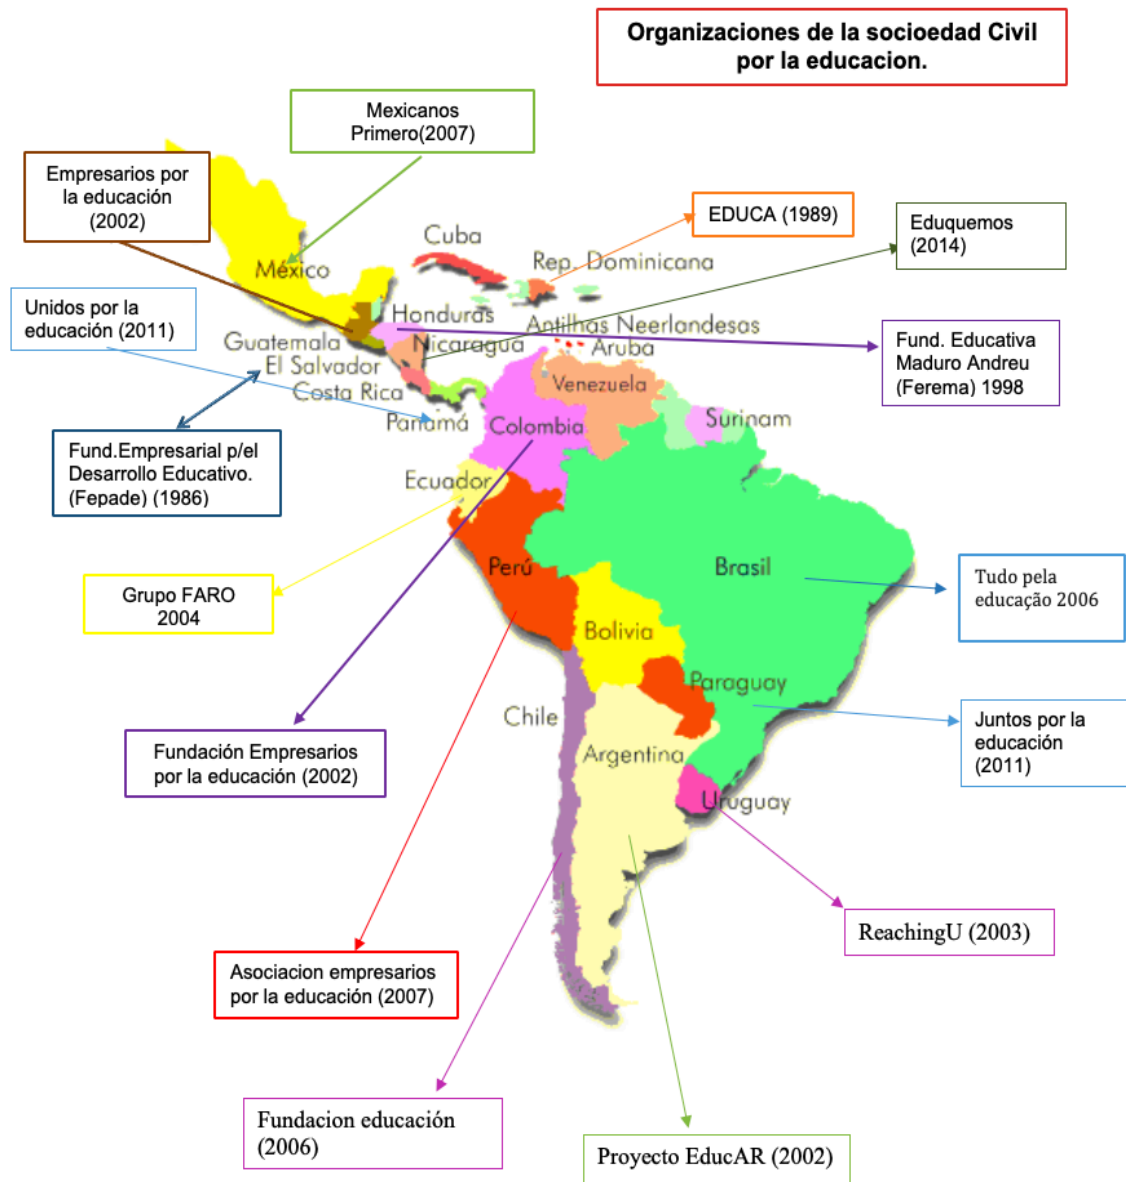 Organizaciones de la socioedad Civil
por la educacion.
Mexicanos
Primero(2007)
Empresarios por
la educación
(2002)
EDUCA (1989)
Eduquemos
(2014)
Cuba
Rep. Dominicana
México
Unidos por la
educación (2011)
Honduras
Antilhas Neerlandesas
Guatemala
Nicaragua
Aruba
El Salvador
Costa Rica
Venezuela
Fund. Educativa
Maduro Andreu
(Ferema) 1998
Panamá
Colombia
Surinam
Fund.Empresarial p/el
Desarrollo Educativo.
(Fepade) (1986)
Ecuador
Perú
Brasil
Grupo FARO
2004
Tudo pela
educação 2006
Bolivia
Paraguay
Chile
Juntos por la
educación
(2011)
Fundación Empresarios
por la educación (2002)
Argentina
Uruguay
ReachingU (2003)
Asociacion empresarios
por la educación (2007)
Fundacion educación
(2006)
Proyecto EducAR (2002)